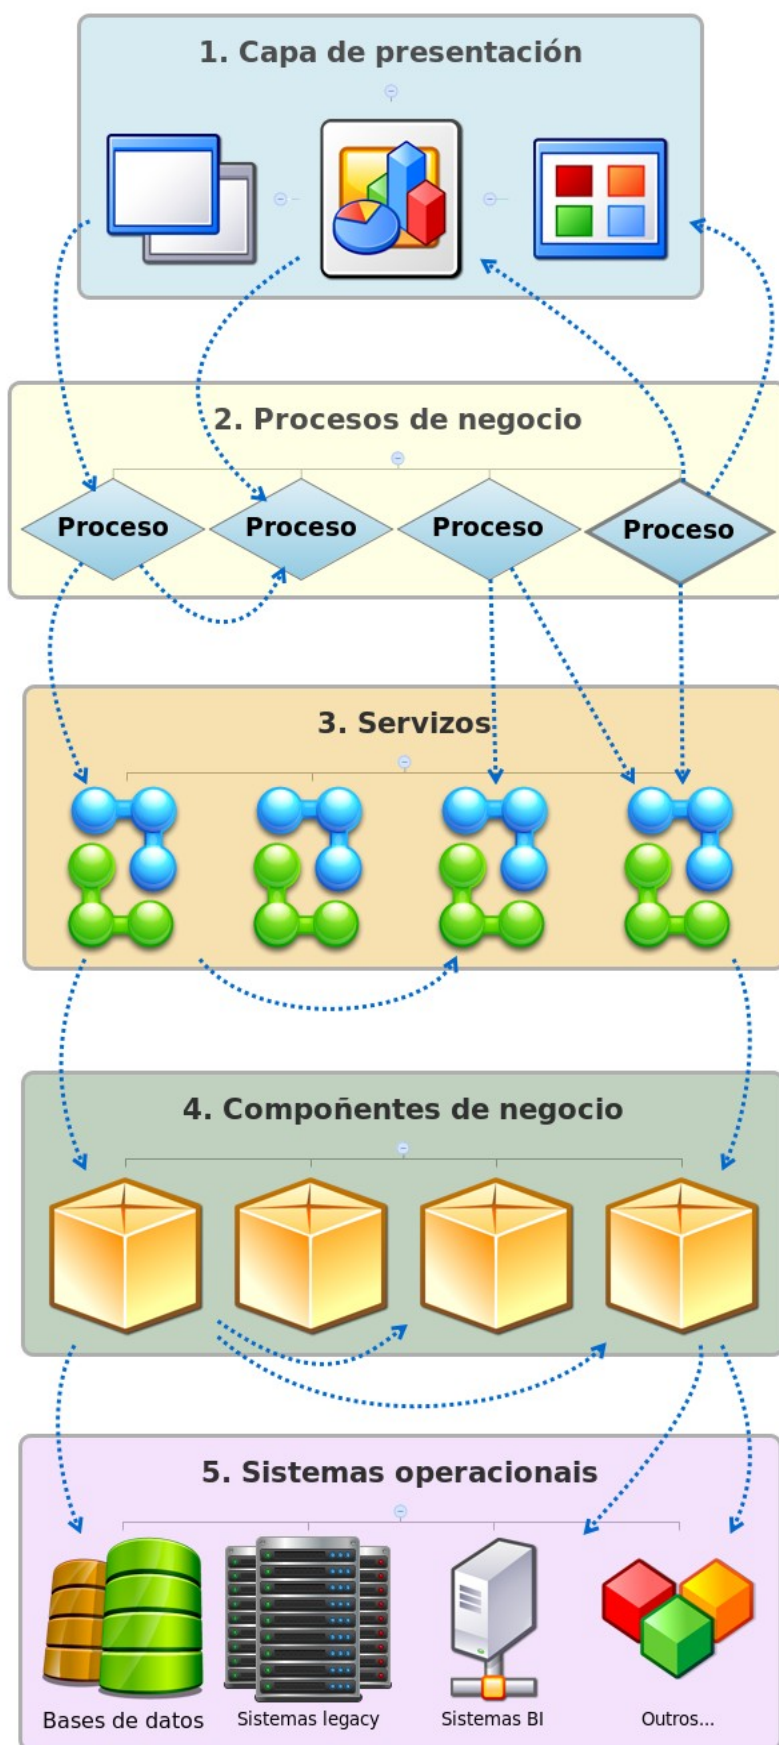 1. Capa de presentación
2. Procesos de negocio
Proceso
Proceso
Proceso
Proceso
3. Servizos
4. Compoñentes de negocio
5. Sistemas operacionais
Bases de datos
Sistemas legacy
Sistemas BI
Outros...